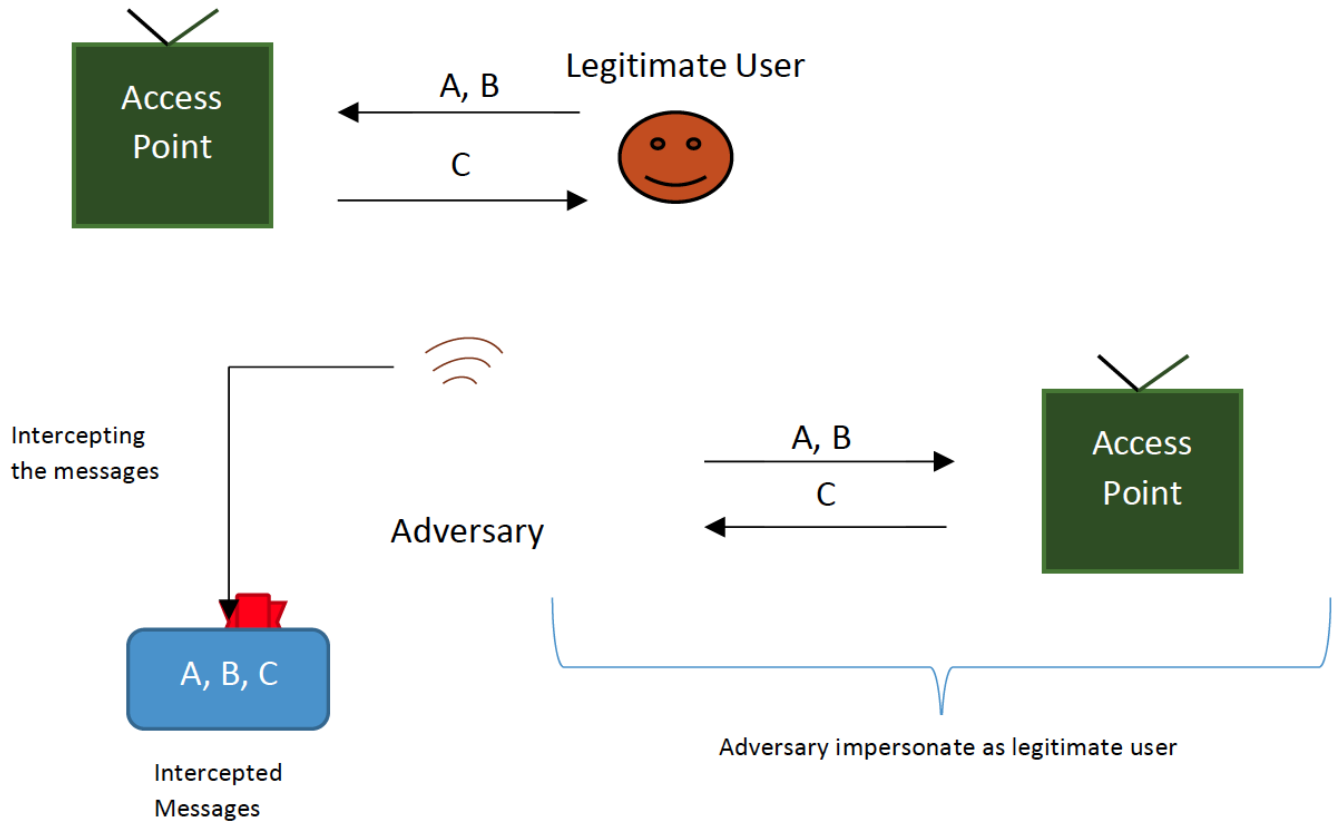 Access
Point
A, B
C
Legitimate User
Intercepting
the messages
Adversary
A, B
C
Access
Point
A, B, C
Intercepted
Messages
Adversary impersonate as legitimate user